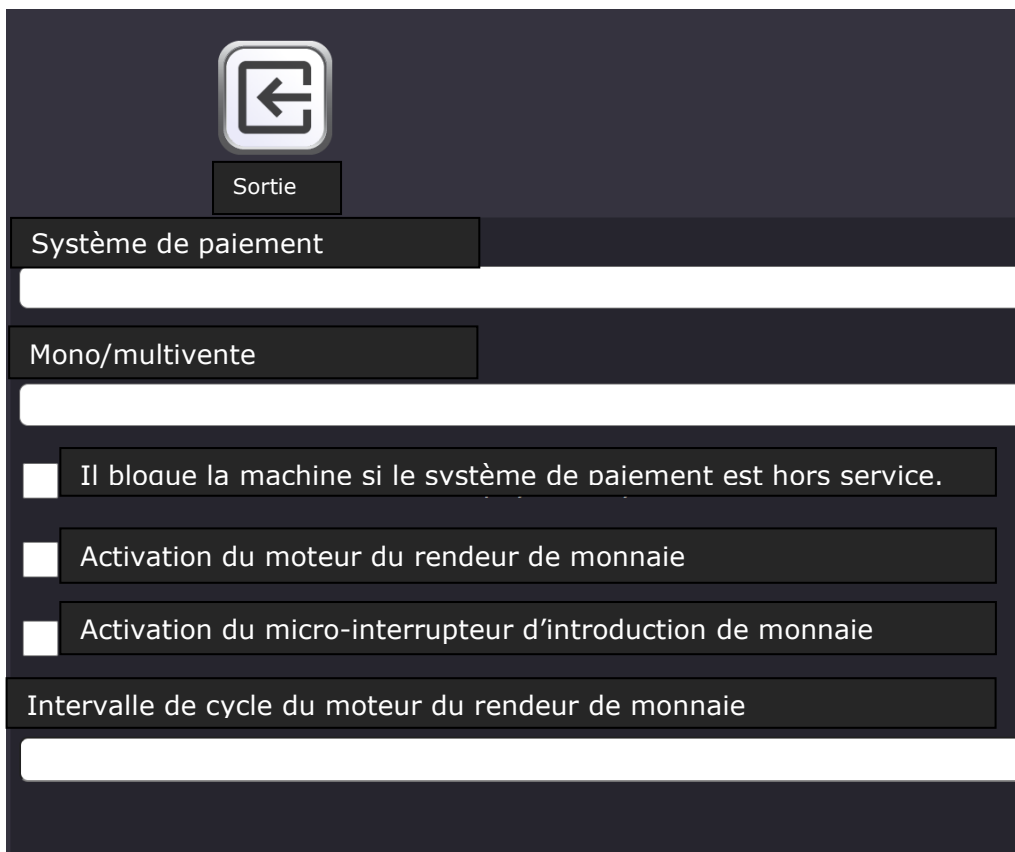 Sortie
Système de paiement
Mono/multivente
Il bloque la machine si le système de paiement est hors service.
Activation du moteur du rendeur de monnaie
Activation du micro-interrupteur d’introduction de monnaie
Intervalle de cycle du moteur du rendeur de monnaie